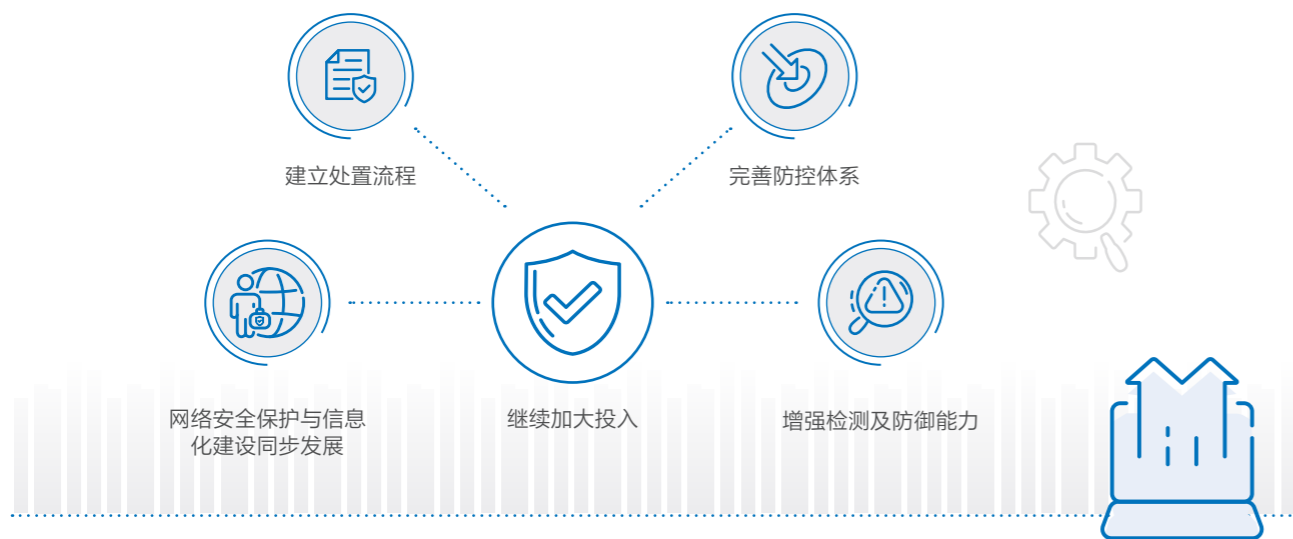 建立处置流程
完善防控体系
网络安全保护与信息
化建设同步发展
继续加大投入
增强检测及防御能力